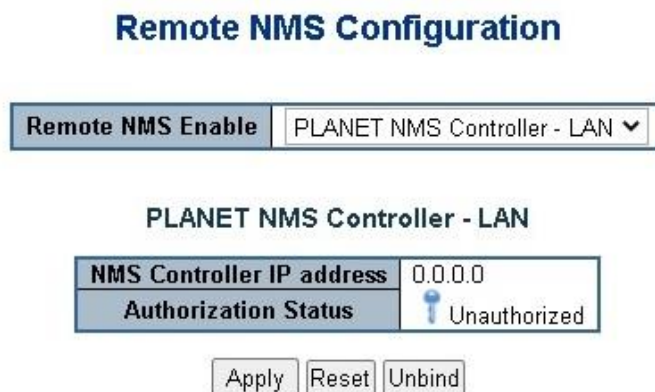 Remote NMS Configuration
Remote NMS Enable PLANET NMS Controller - LAN
PLANET NMS Controller - LAN
NMS Controller IP address 0.0.0.0
Authorization Status Unauthorized
Apply Reset Unbind